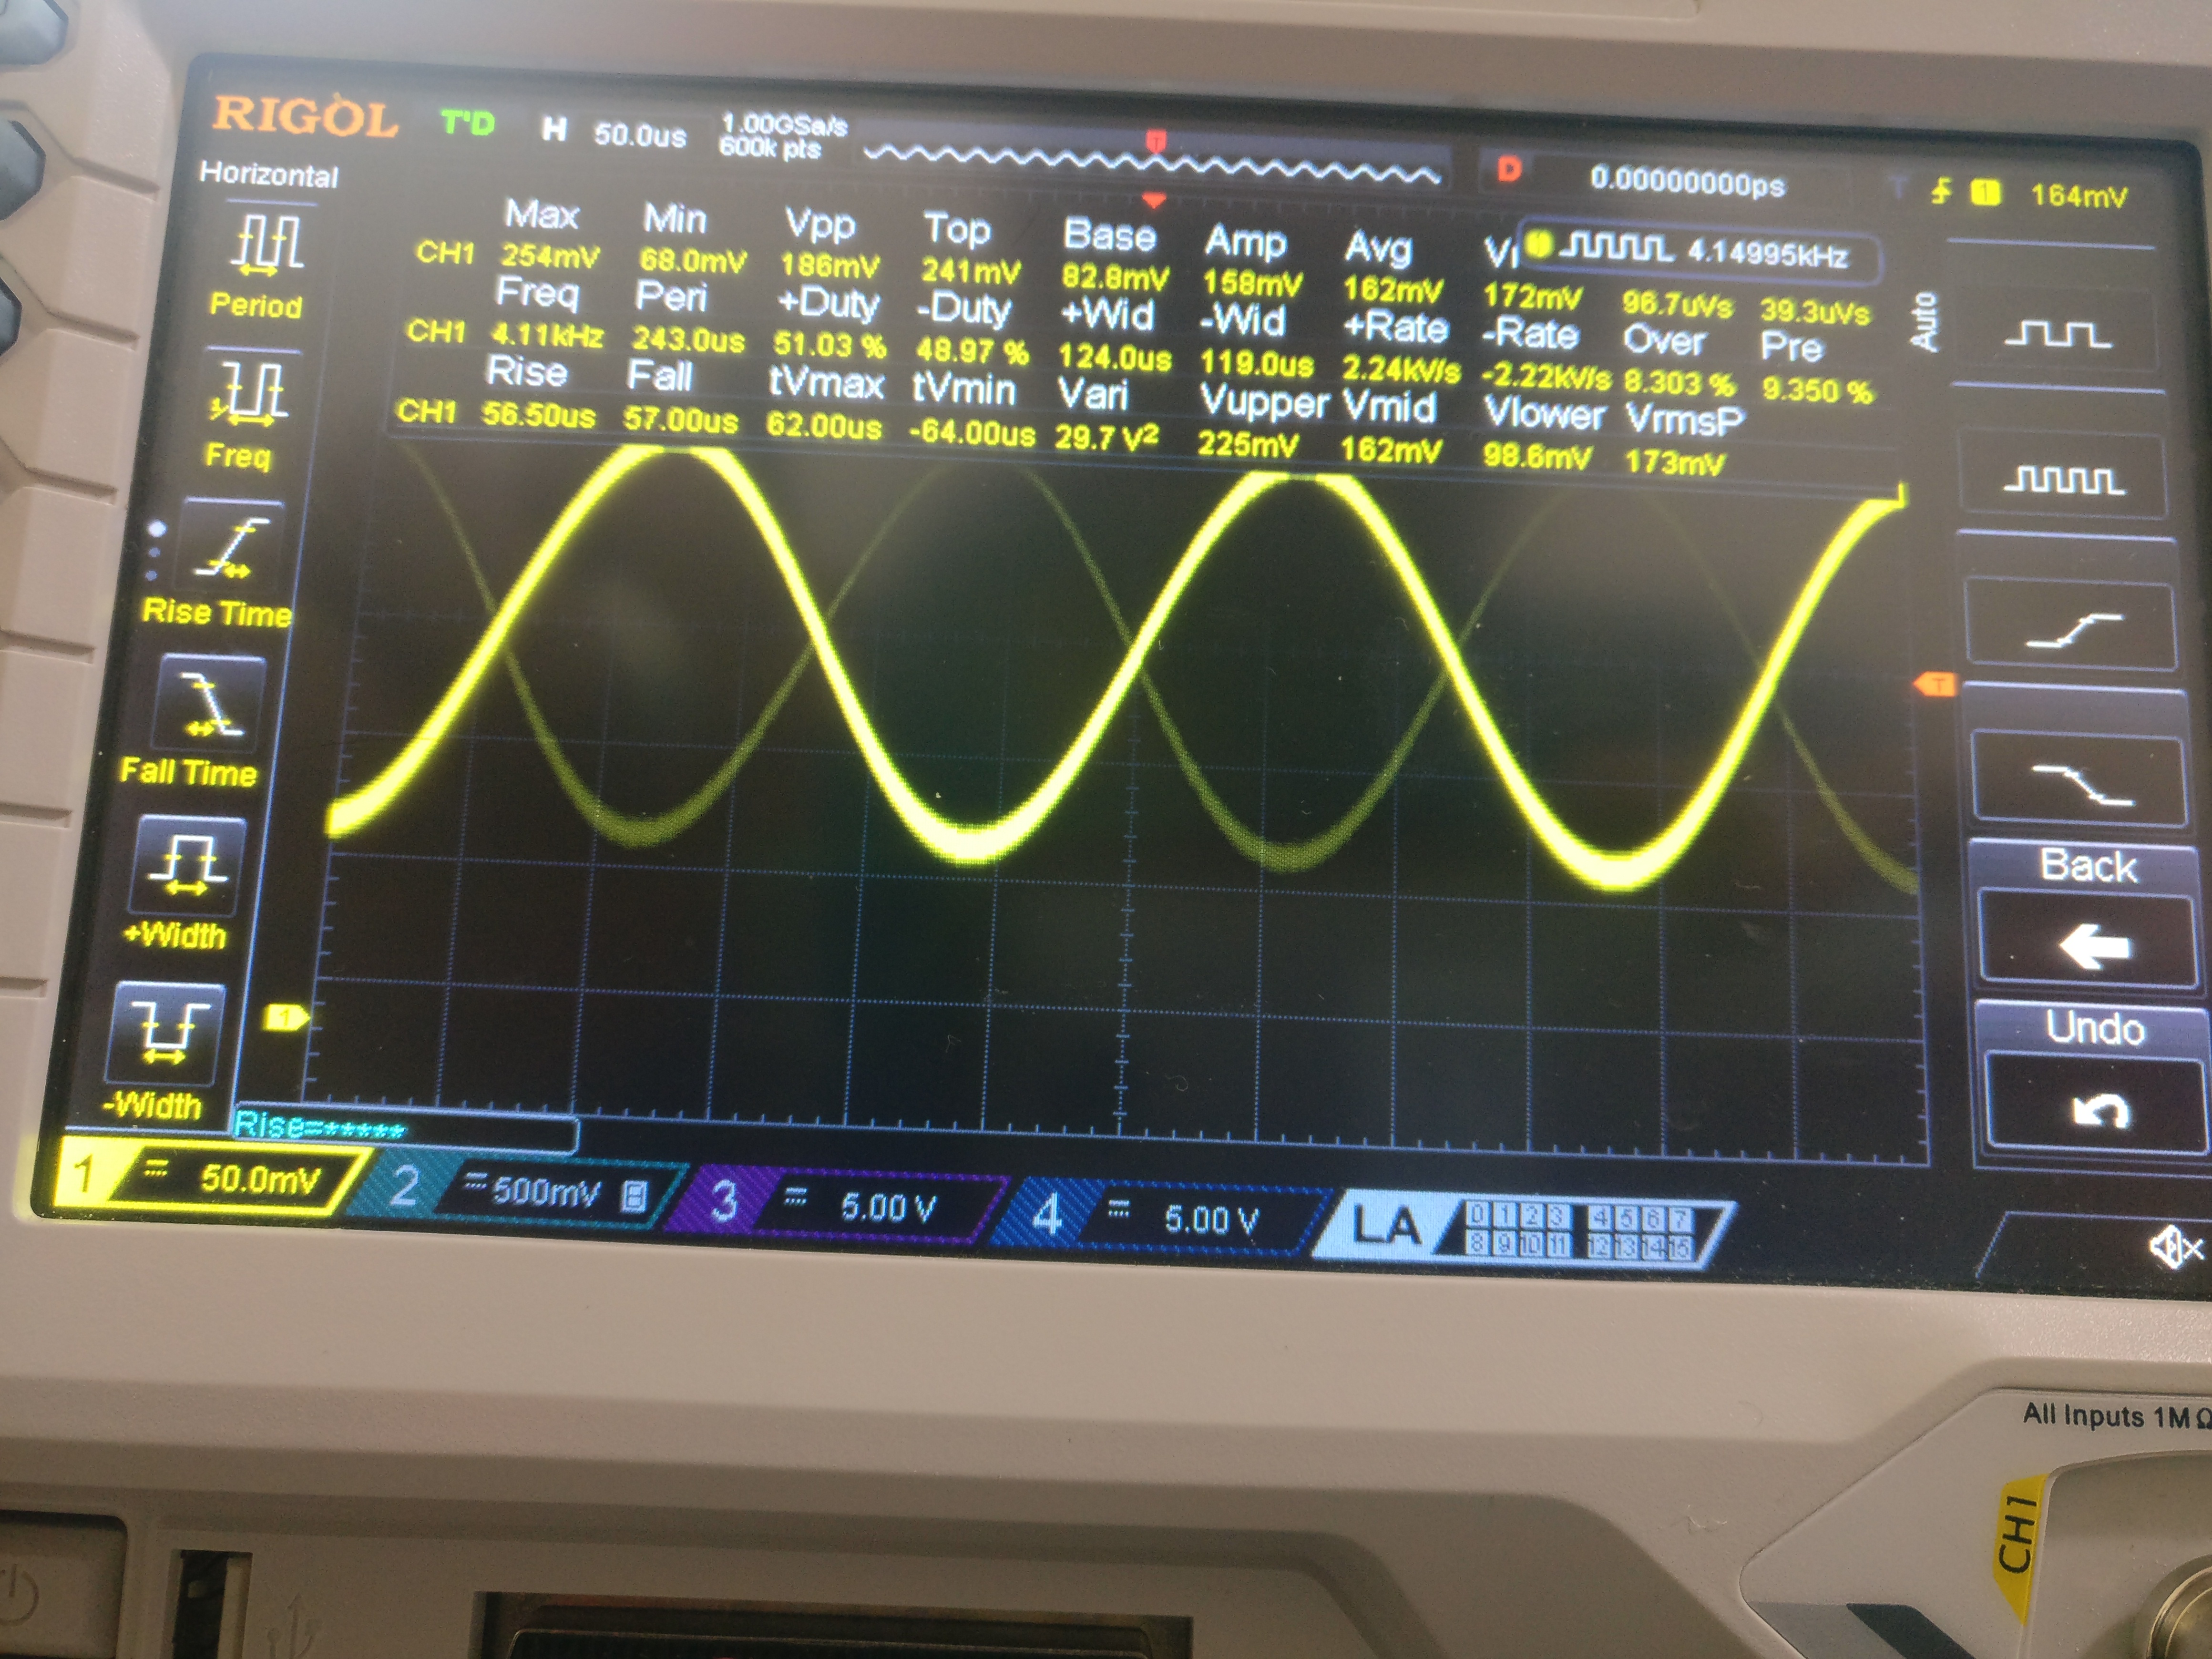 RIGOL T'D H 50.0us 1.00GSa/s 600k pts D 0.00000000ps 1 164mV
Horizontal
Max Min Vpp Top Base Amp Avg 4.14995kHz
CH1 254mV 68.0mV 186mV 241mV 82.8mV 158mV 162mV 172mV 96.7uVs 39.3uVs
Freq Peri +Duty -Duty +Wid -Wid +Rate -Rate Over Pre
CH1 4.11kHz 243.0us 51.03 % 48.97 % 124.0us 119.0us 2.24kV/s -2.22kV/s 8.303 % 9.350 %
Rise Fall tVmax tVmin Vari Vupper Vmid Vlower VrmsP
CH1 56.50us 57.00us 62.00us -64.00us 29.7 V² 225mV 162mV 98.6mV 173mV
Auto
Period
Freq
Rise Time
Fall Time
+Width
-Width
T
1
Back
Undo
Rise=*****
1 50.0mV 2 500mV B 3 5.00 V 4 5.00 V LA 0 1 2 3 4 5 6 7
8 9 10 11 12 13 14 15
All Inputs 1M Ω
CH1